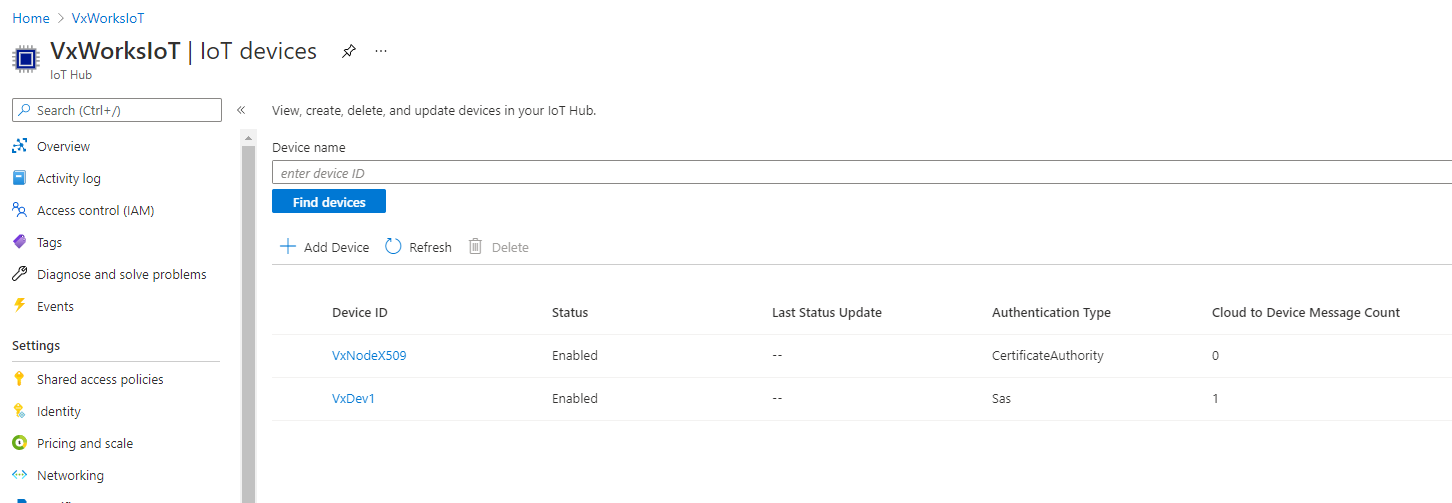 Home > VxWorksIoT
VxWorksIoT | IoT devices
IoT Hub
Search (Ctrl+/)
Overview
Activity log
Access control (IAM)
Tags
Diagnose and solve problems
Events
Settings
Shared access policies
Identity
Pricing and scale
Networking
View, create, delete, and update devices in your IoT Hub.
Device name
enter device ID
Find devices
Add Device Refresh Delete
Device ID Status Last Status Update Authentication Type Cloud to Device Message Count
VxNodeX509 Enabled -- CertificateAuthority 0
VxDev1 Enabled -- Sas 1